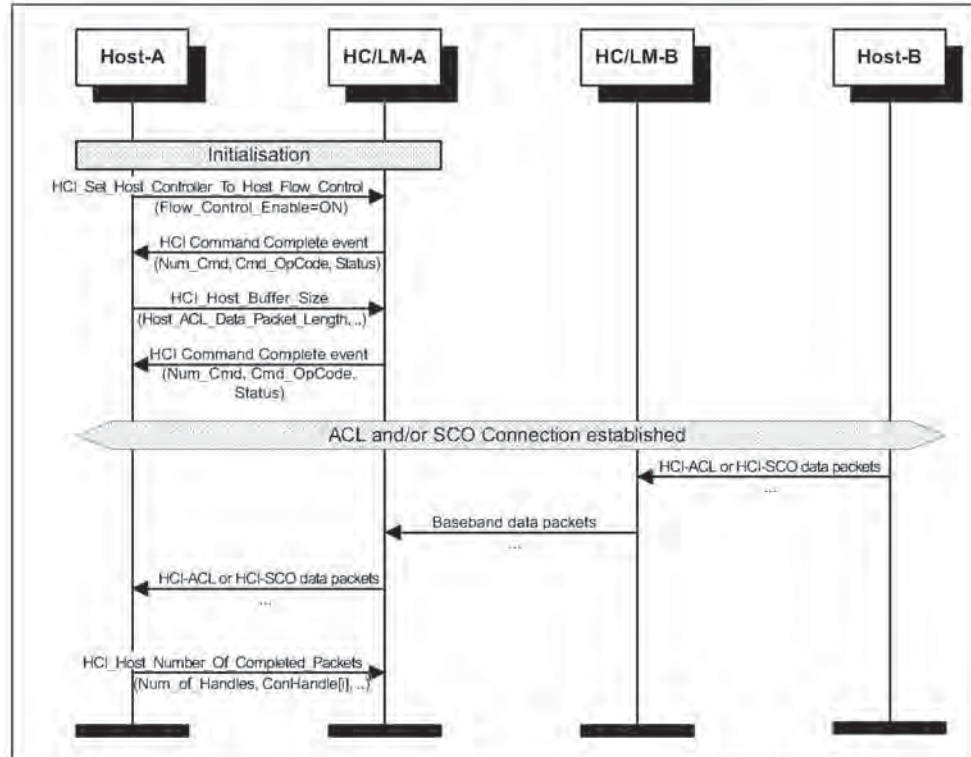 Host-A
HC/LM-A
HC/LM-B
Host-B
Initialisation
HCI_Set_Host_Controller_To_Host_Flow_Control
(Flow_Control_Enable=ON)
HCI Command Complete event
(Num_Cmd, Cmd_OpCode, Status)
HCI_Host_Buffer_Size
(Host_ACL_Data_Packet_Length, ..)
HCI Command Complete event
(Num_Cmd, Cmd_OpCode,
Status)
ACL and/or SCO Connection established
HCI-ACL or HCI-SCO data packets
...
Baseband data packets
...
HCI-ACL or HCI-SCO data packets
...
HCI_Host_Number_Of_Completed_Packets
(Num_of_Handles, ConHandle[i], ..)